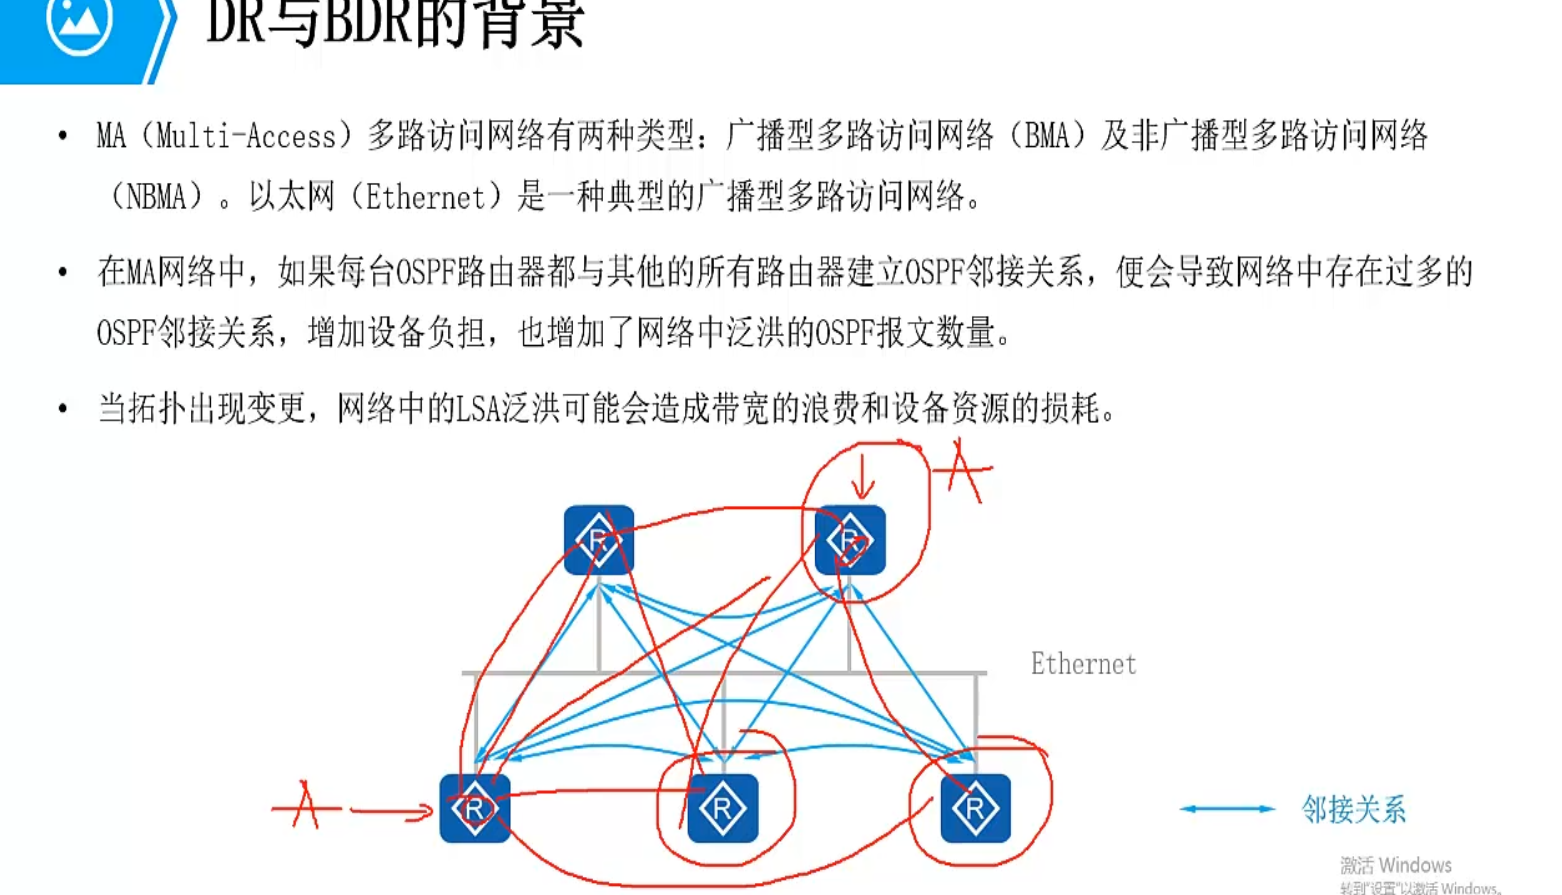 DR与BDR的背景
• MA（Multi-Access）多路访问网络有两种类型：广播型多路访问网络（BMA）及非广播型多路访问网络
（NBMA）。以太网（Ethernet）是一种典型的广播型多路访问网络。
• 在MA网络中，如果每台OSPF路由器都与其他的所有路由器建立OSPF邻接关系，便会导致网络中存在过多的
OSPF邻接关系，增加设备负担，也增加了网络中泛洪的OSPF报文数量。
• 当拓扑出现变更，网络中的LSA泛洪可能会造成带宽的浪费和设备资源的损耗。
A
R
R
Ethernet
A
R
R
R
邻接关系
激活 Windows
转到"设置"以激活 Windows。